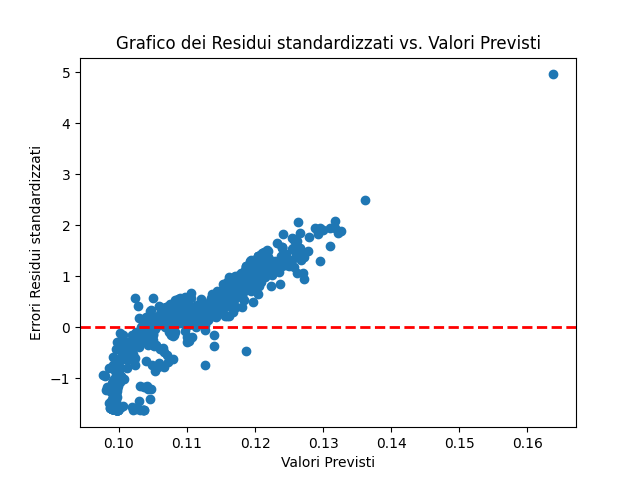 Grafico dei Residui standardizzati vs. Valori Previsti
Errori Residui standardizzati
5
4
3
2
1
0
−1
0.10 0.11 0.12 0.13 0.14 0.15 0.16
Valori Previsti